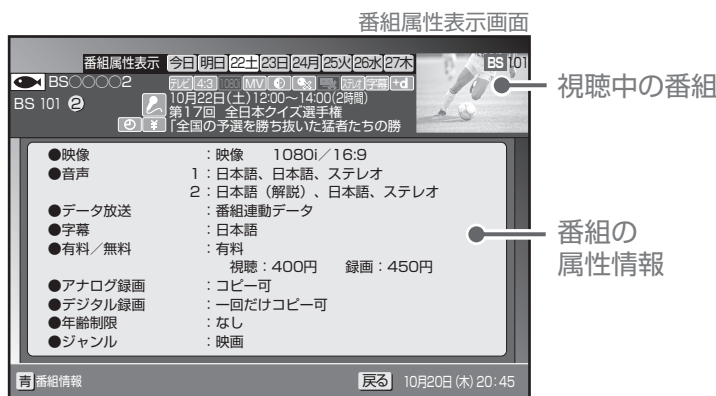 番組属性表示画面
番組属性表示 今日 明日 22土 23日 24月 25火 26水 27木
BS 101
BS○○○○2
テレビ 4:3 1080i MV ステレオ 字幕 +d
BS 101 ②
10月22日(土)12:00～14:00(2時間)
第17回 全日本クイズ選手権
¥ 「全国の予選を勝ち抜いた猛者たちの勝
視聴中の番組
●映像 :映像 1080i／16:9
●音声 1:日本語、日本語、ステレオ
2:日本語（解説）、日本語、ステレオ
●データ放送 :番組連動データ
●字幕 :日本語
●有料／無料 :有料
視聴：400円 録画：450円
●アナログ録画 :コピー可
●デジタル録画 :一回だけコピー可
●年齢制限 :なし
●ジャンル :映画
番組の
属性情報
青 番組情報 戻る 10月20日(木)20:45